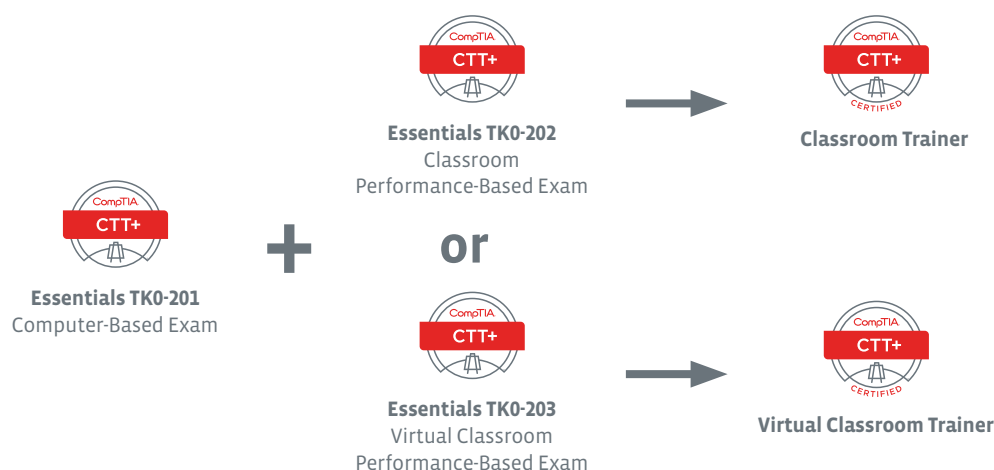 CompTIA.
CTT+
Essentials TK0-201
Computer-Based Exam
+
CompTIA.
CTT+
Essentials TK0-202
Classroom
Performance-Based Exam
or
CompTIA.
CTT+
Essentials TK0-203
Virtual Classroom
Performance-Based Exam
CompTIA.
CTT+
CERTIFIED
Classroom Trainer
CompTIA.
CTT+
CERTIFIED
Virtual Classroom Trainer